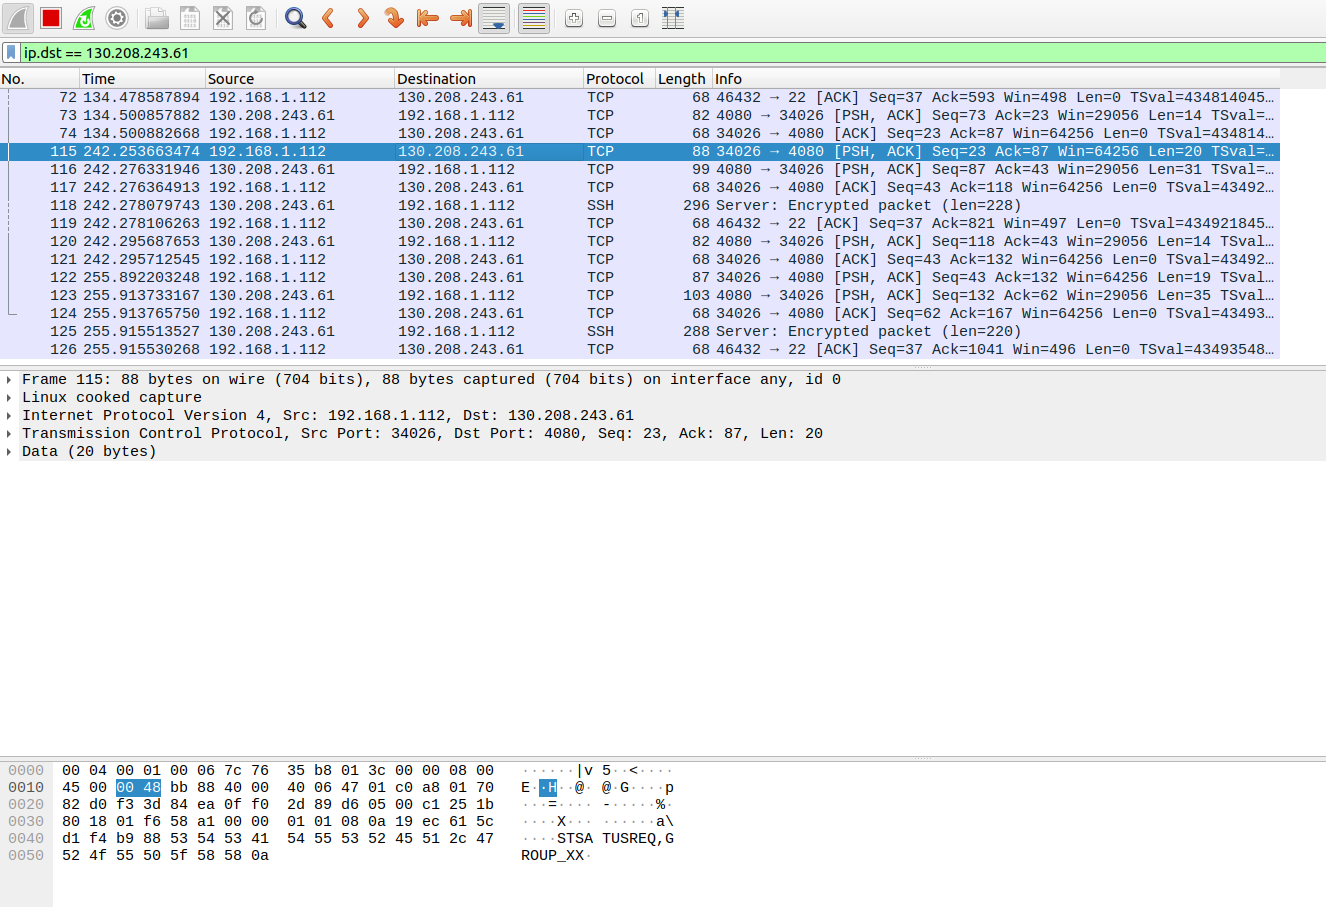 ip.dst == 130.208.243.61
No. Time Source Destination Protocol Length Info
72 134.478587894 192.168.1.112 130.208.243.61 TCP 68 46432 → 22 [ACK] Seq=37 Ack=593 Win=498 Len=0 TSval=434814045…
73 134.500857882 130.208.243.61 192.168.1.112 TCP 82 4080 → 34026 [PSH, ACK] Seq=73 Ack=23 Win=29056 Len=14 TSval=…
74 134.500882668 192.168.1.112 130.208.243.61 TCP 68 34026 → 4080 [ACK] Seq=23 Ack=87 Win=64256 Len=0 TSval=434814…
115 242.253663474 192.168.1.112 130.208.243.61 TCP 88 34026 → 4080 [PSH, ACK] Seq=23 Ack=87 Win=64256 Len=20 TSval=…
116 242.276331946 130.208.243.61 192.168.1.112 TCP 99 4080 → 34026 [PSH, ACK] Seq=87 Ack=43 Win=29056 Len=31 TSval=…
117 242.276364913 192.168.1.112 130.208.243.61 TCP 68 34026 → 4080 [ACK] Seq=43 Ack=118 Win=64256 Len=0 TSval=43492…
118 242.278079743 130.208.243.61 192.168.1.112 SSH 296 Server: Encrypted packet (len=228)
119 242.278106263 192.168.1.112 130.208.243.61 TCP 68 46432 → 22 [ACK] Seq=37 Ack=821 Win=497 Len=0 TSval=434921845…
120 242.295687653 130.208.243.61 192.168.1.112 TCP 82 4080 → 34026 [PSH, ACK] Seq=118 Ack=43 Win=29056 Len=14 TSval…
121 242.295712545 192.168.1.112 130.208.243.61 TCP 68 34026 → 4080 [ACK] Seq=43 Ack=132 Win=64256 Len=0 TSval=43492…
122 255.892203248 192.168.1.112 130.208.243.61 TCP 87 34026 → 4080 [PSH, ACK] Seq=43 Ack=132 Win=64256 Len=19 TSval…
123 255.913733167 130.208.243.61 192.168.1.112 TCP 103 4080 → 34026 [PSH, ACK] Seq=132 Ack=62 Win=29056 Len=35 TSval…
124 255.913765750 192.168.1.112 130.208.243.61 TCP 68 34026 → 4080 [ACK] Seq=62 Ack=167 Win=64256 Len=0 TSval=43493…
125 255.915513527 130.208.243.61 192.168.1.112 SSH 288 Server: Encrypted packet (len=220)
126 255.915530268 192.168.1.112 130.208.243.61 TCP 68 46432 → 22 [ACK] Seq=37 Ack=1041 Win=496 Len=0 TSval=43493548…
Frame 115: 88 bytes on wire (704 bits), 88 bytes captured (704 bits) on interface any, id 0
Linux cooked capture
Internet Protocol Version 4, Src: 192.168.1.112, Dst: 130.208.243.61
Transmission Control Protocol, Src Port: 34026, Dst Port: 4080, Seq: 23, Ack: 87, Len: 20
Data (20 bytes)
0000 00 04 00 01 00 06 7c 76 35 b8 01 3c 00 00 08 00 ······|v 5··<····
0010 45 00 00 48 bb 88 40 00 40 06 47 01 c0 a8 01 70 E··H··@· @·G····p
0020 82 d0 f3 3d 84 ea 0f f0 2d 89 d6 05 00 c1 25 1b ···=···· -·····%·
0030 80 18 01 f6 58 a1 00 00 01 01 08 0a 19 ec 61 5c ····X··· ······a\
0040 d1 f4 b9 88 53 54 53 41 54 55 53 52 45 51 2c 47 ····STSA TUSREQ,G
0050 52 4f 55 50 5f 58 58 0a ROUP_XX·